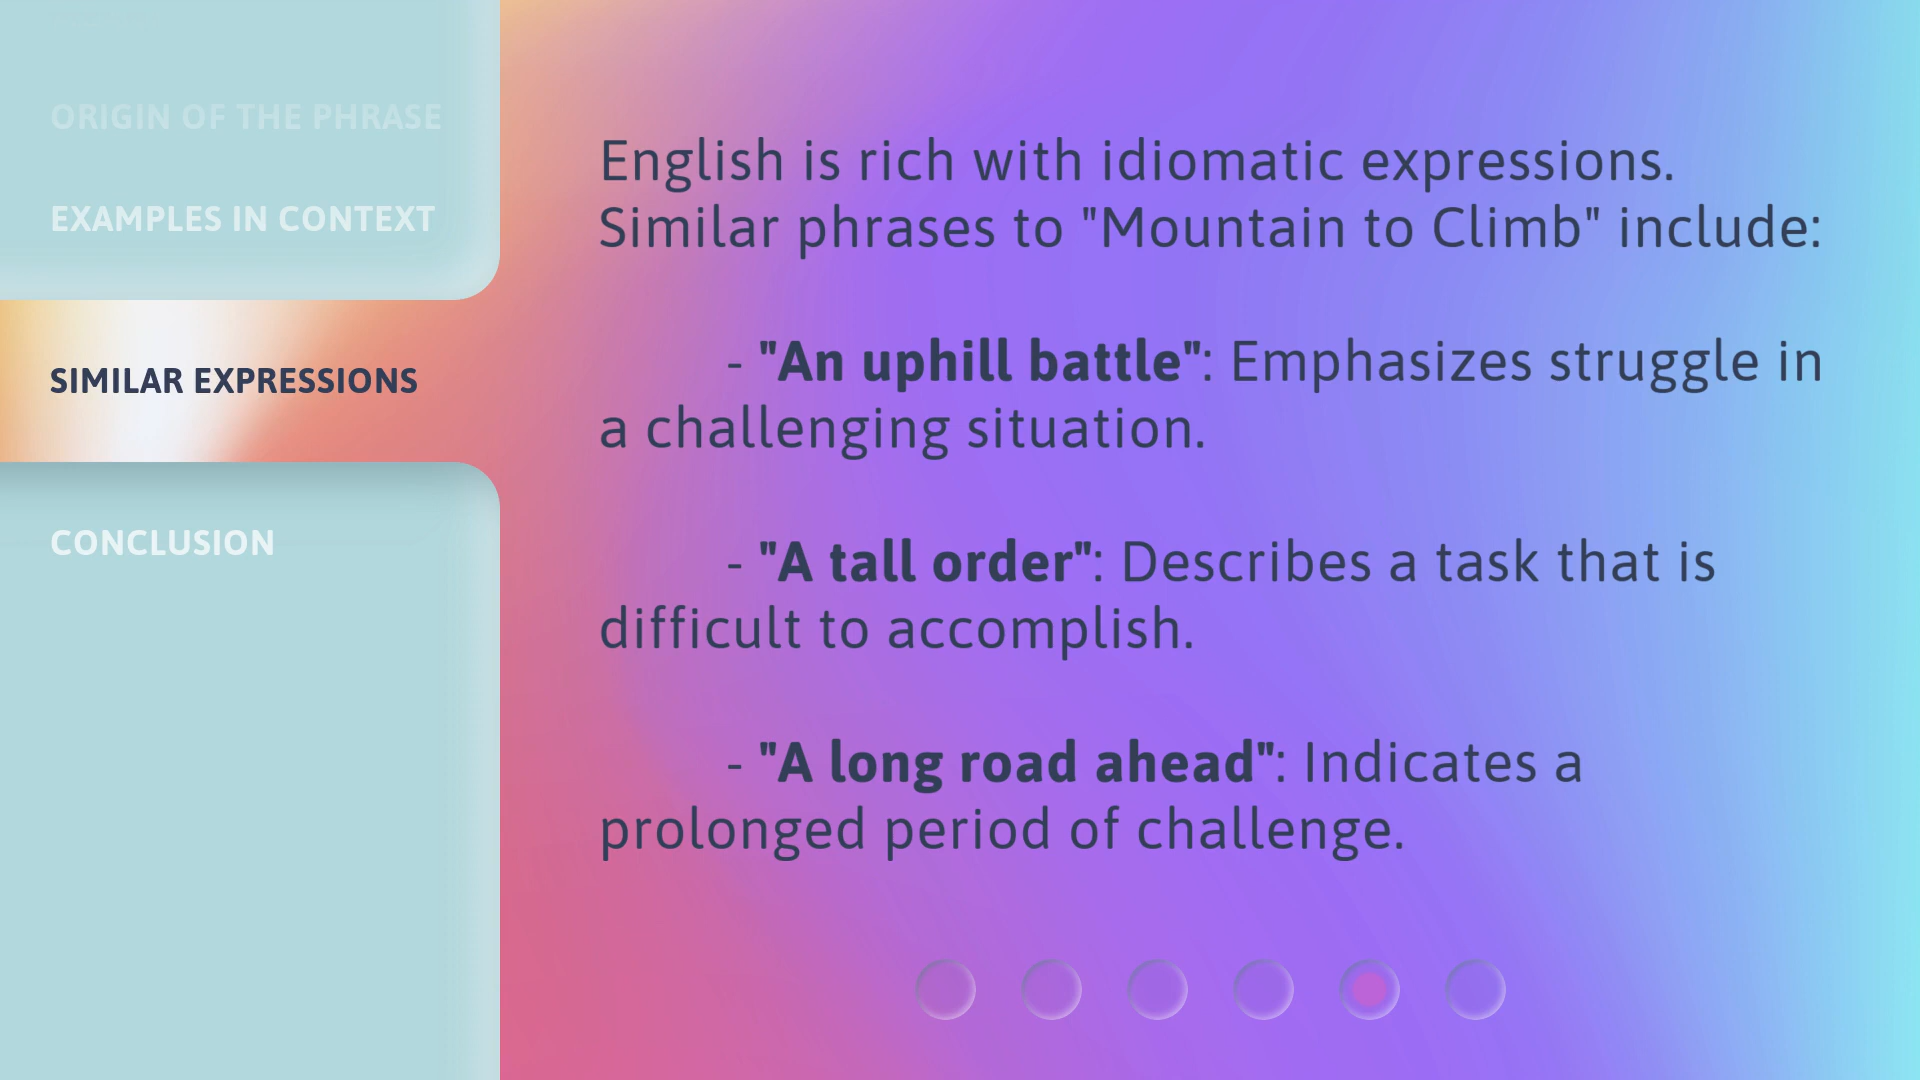 ORIGIN OF THE PHRASE
EXAMPLES IN CONTEXT
SIMILAR EXPRESSIONS
CONCLUSION
English is rich with idiomatic expressions.
Similar phrases to "Mountain to Climb" include:
- "An uphill battle": Emphasizes struggle in
a challenging situation.
- "A tall order": Describes a task that is
difficult to accomplish.
- "A long road ahead": Indicates a
prolonged period of challenge.